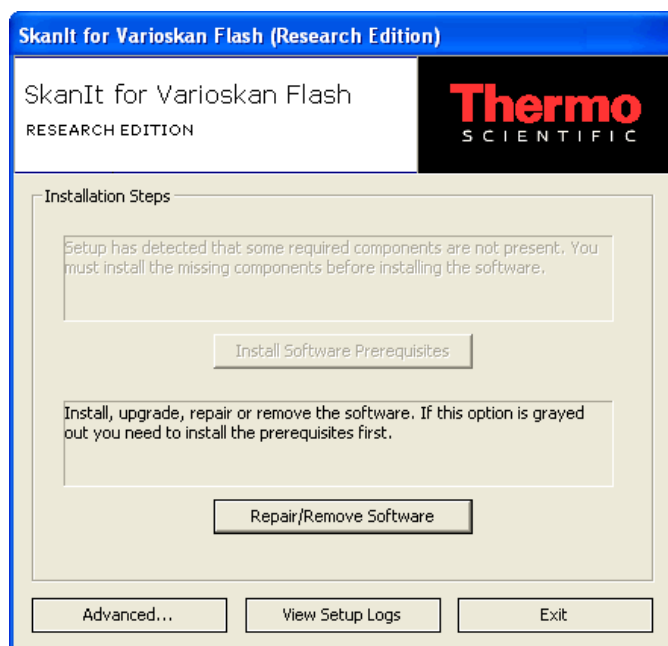 SkanIt for Varioskan Flash (Research Edition)
SkanIt for Varioskan Flash
RESEARCH EDITION
Thermo
SCIENTIFIC
Installation Steps
Setup has detected that some required components are not present. You
must install the missing components before installing the software.
Install Software Prerequisites
Install, upgrade, repair or remove the software. If this option is grayed
out you need to install the prerequisites first.
Repair/Remove Software
Advanced...
View Setup Logs
Exit